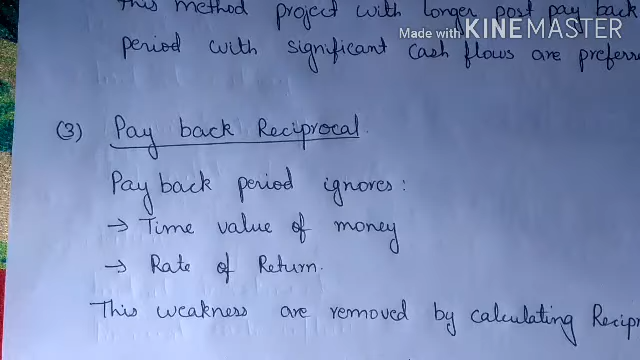 This method project with longer post pay back
Made with KINEMASTER
period with significant cash flows are
(3) Pay back Reciprocal.
Pay back period ignores:
→ Time value of money
→ Rate of Return.
This weakness are removed by calculating